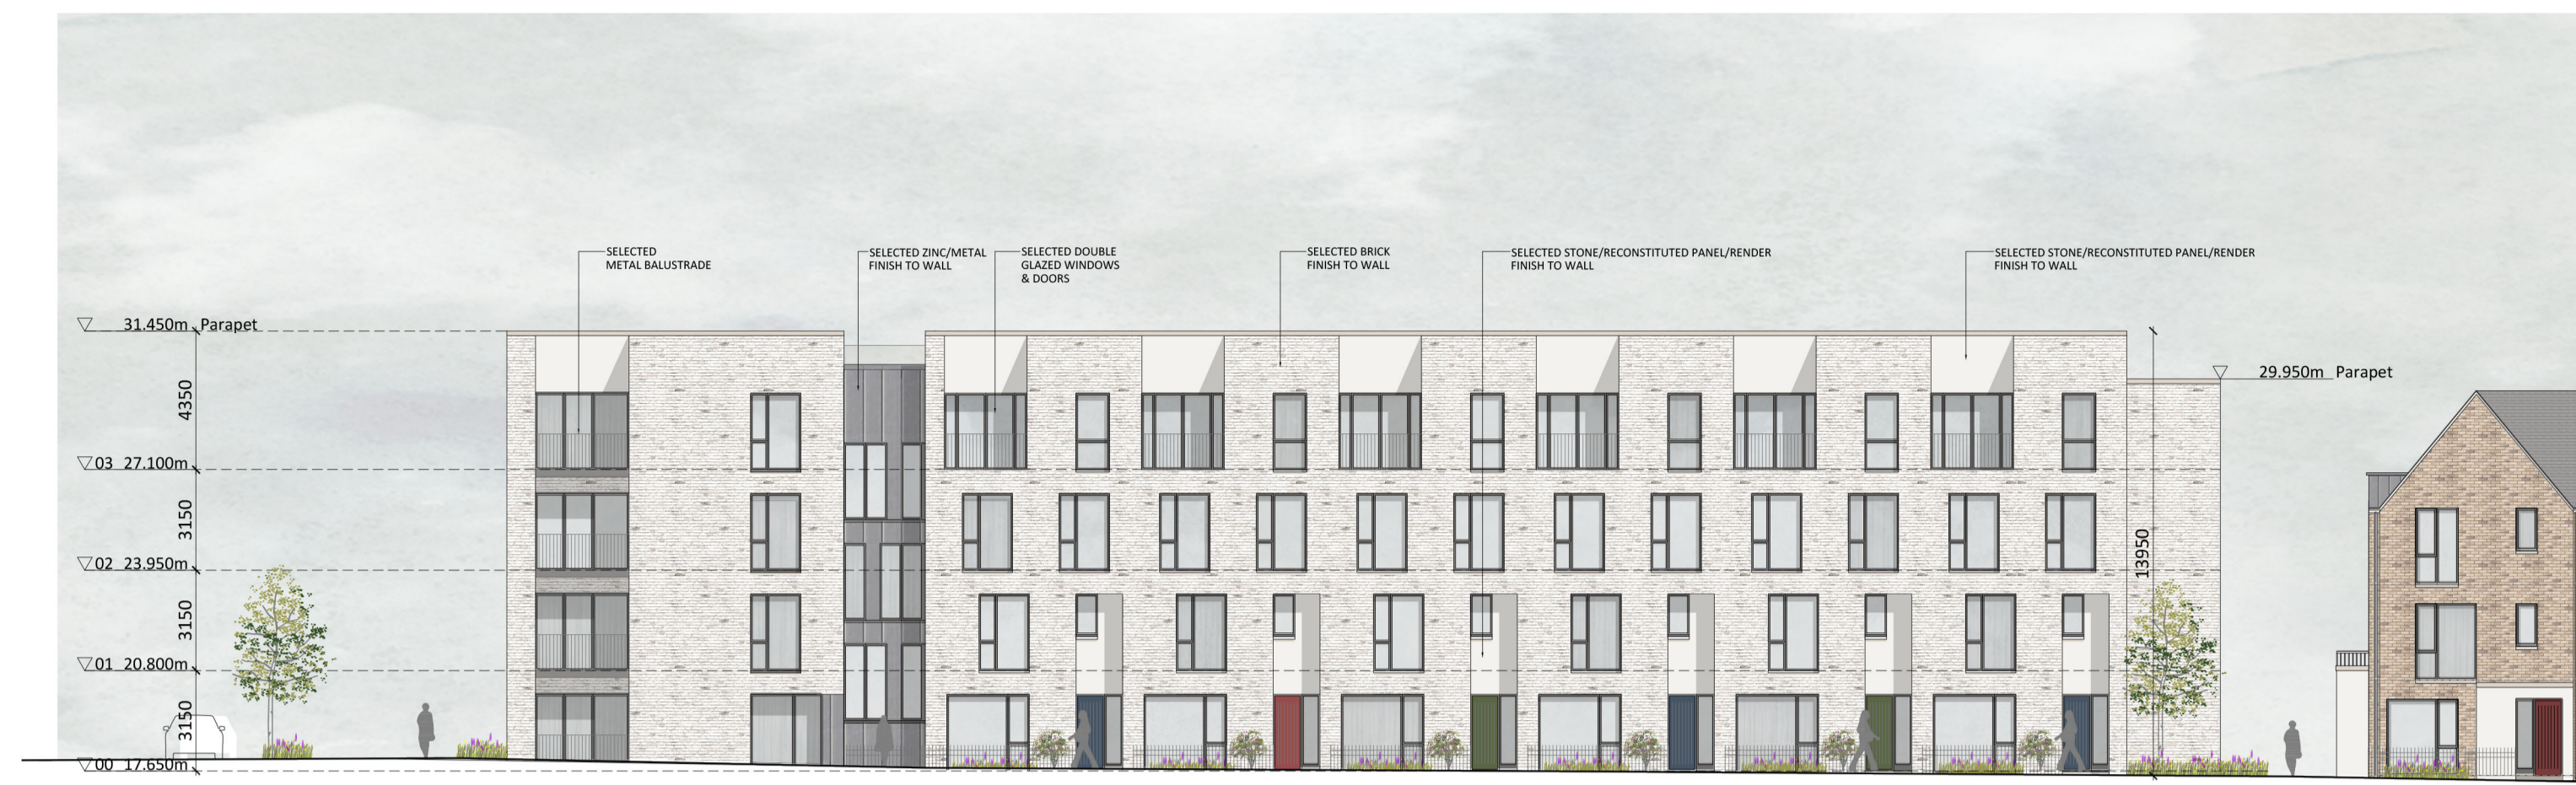 SELECTED
METAL BALUSTRADE
SELECTED ZINC/METAL
FINISH TO WALL
SELECTED DOUBLE
GLAZED WINDOWS
& DOORS
SELECTED BRICK
FINISH TO WALL
SELECTED STONE/RECONSTITUTED PANEL/RENDER
FINISH TO WALL
SELECTED STONE/RECONSTITUTED PANEL/RENDER
FINISH TO WALL
31.450m Parapet
29.950m Parapet
4350
03 27.100m
3150
02 23.950m
13950
3150
01 20.800m
3150
00 17.650m